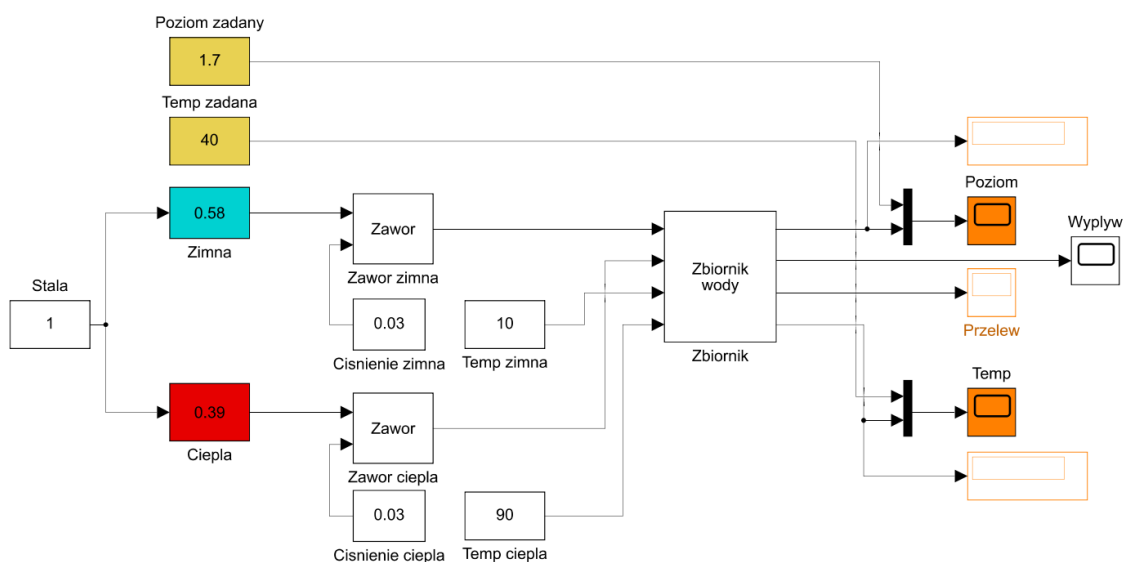 Poziom zadany
1.7
Temp zadana
40
Poziom
Wyplyw
0.58
Zimna
Zawor
Zawor zimna
Zbiornik
wody
Zbiornik
Stala
1
0.03
Cisnienie zimna
10
Temp zimna
Przelew
Temp
0.39
Ciepla
Zawor
Zawor ciepla
0.03
Cisnienie ciepla
90
Temp ciepla